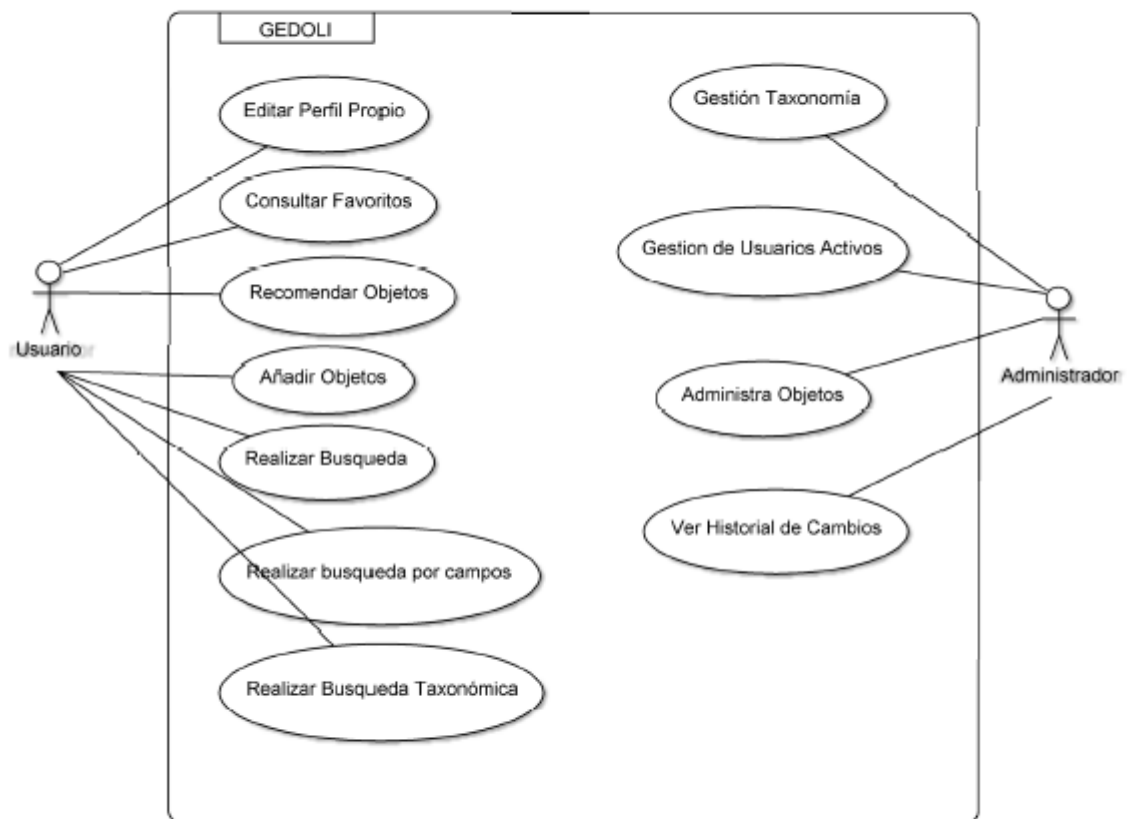 GEDOLI
Editar Perfil Propio
Consultar Favoritos
Recomendar Objetos
Añadir Objetos
Realizar Busqueda
Realizar busqueda por campos
Realizar Busqueda Taxonómica
Usuario
Gestión Taxonomía
Gestion de Usuarios Activos
Administra Objetos
Ver Historial de Cambios
Administrador